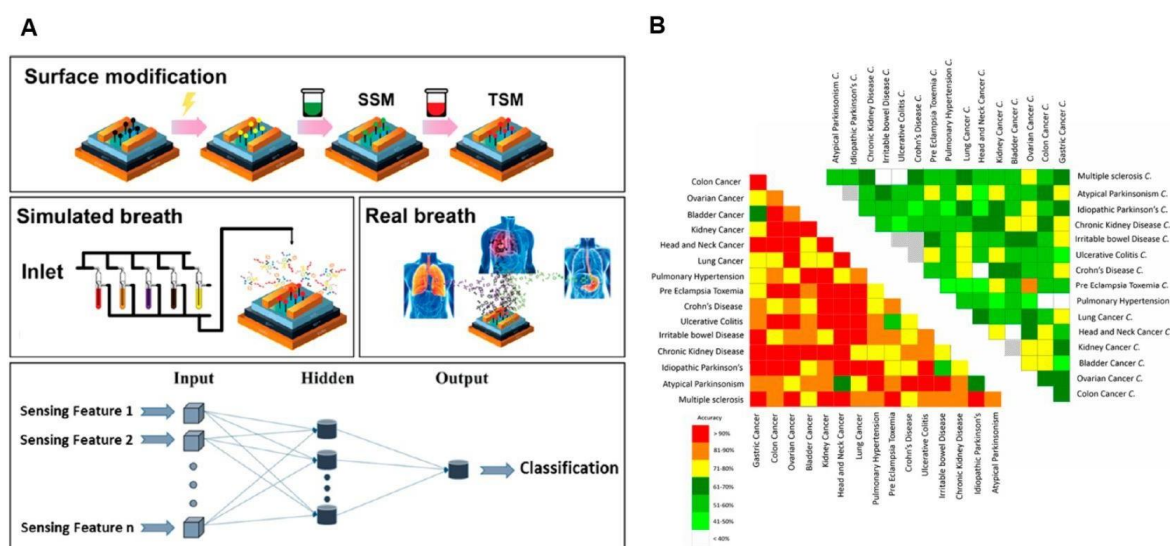 A
Surface modification
SSM
TSM
Simulated breath
Inlet
Real breath
Input
Hidden
Output
Sensing Feature 1
Sensing Feature 2
Sensing Feature n
Classification
B
Atypical Parkinsonism C.
Idiopathic Parkinson's C.
Chronic Kidney Disease C.
Irritable bowel Disease C.
Ulcerative Colitis C.
Crohn's Disease C.
Pre Eclampsia Toxemia C.
Pulmonary Hypertension C.
Lung Cancer C.
Head and Neck Cancer C.
Kidney Cancer C.
Bladder Cancer C.
Ovarian Cancer C.
Colon Cancer C.
Gastric Cancer C.
Multiple sclerosis C.
Atypical Parkinsonism C.
Idiopathic Parkinson's C.
Chronic Kidney Disease C.
Irritable bowel Disease C.
Ulcerative Colitis C.
Crohn's Disease C.
Pre Eclampsia Toxemia C.
Pulmonary Hypertension
Lung Cancer C.
Head and Neck Cancer C.
Kidney Cancer C.
Bladder Cancer C.
Ovarian Cancer C.
Colon Cancer C.
Colon Cancer
Ovarian Cancer
Bladder Cancer
Kidney Cancer
Head and Neck Cancer
Lung Cancer
Pulmonary Hypertension
Pre Eclampsia Toxemia
Crohn's Disease
Ulcerative Colitis
Irritable bowel Disease
Chronic Kidney Disease
Idiopathic Parkinson's
Atypical Parkinsonism
Multiple sclerosis
Gastric Cancer
Colon Cancer
Ovarian Cancer
Bladder Cancer
Kidney Cancer
Head and Neck Cancer
Lung Cancer
Pulmonary Hypertension
Pre Eclampsia Toxemia
Crohn's Disease
Ulcerative Colitis
Irritable bowel Disease
Chronic Kidney Disease
Idiopathic Parkinson's
Atypical Parkinsonism
Accuracy
> 90%
81-90%
71-80%
61-70%
51-60%
41-50%
< 40%